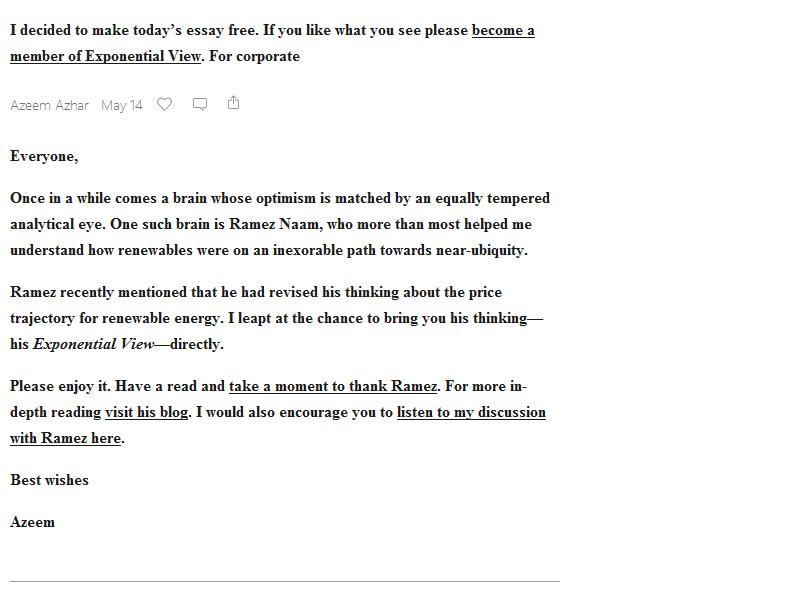 I decided to make today’s essay free. If you like what you see please become a
member of Exponential View. For corporate
Azeem Azhar May 14
Everyone,
Once in a while comes a brain whose optimism is matched by an equally tempered
analytical eye. One such brain is Ramez Naam, who more than most helped me
understand how renewables were on an inexorable path towards near-ubiquity.
Ramez recently mentioned that he had revised his thinking about the price
trajectory for renewable energy. I leapt at the chance to bring you his thinking—
his Exponential View—directly.
Please enjoy it. Have a read and take a moment to thank Ramez. For more in-
depth reading visit his blog. I would also encourage you to listen to my discussion
with Ramez here.
Best wishes
Azeem